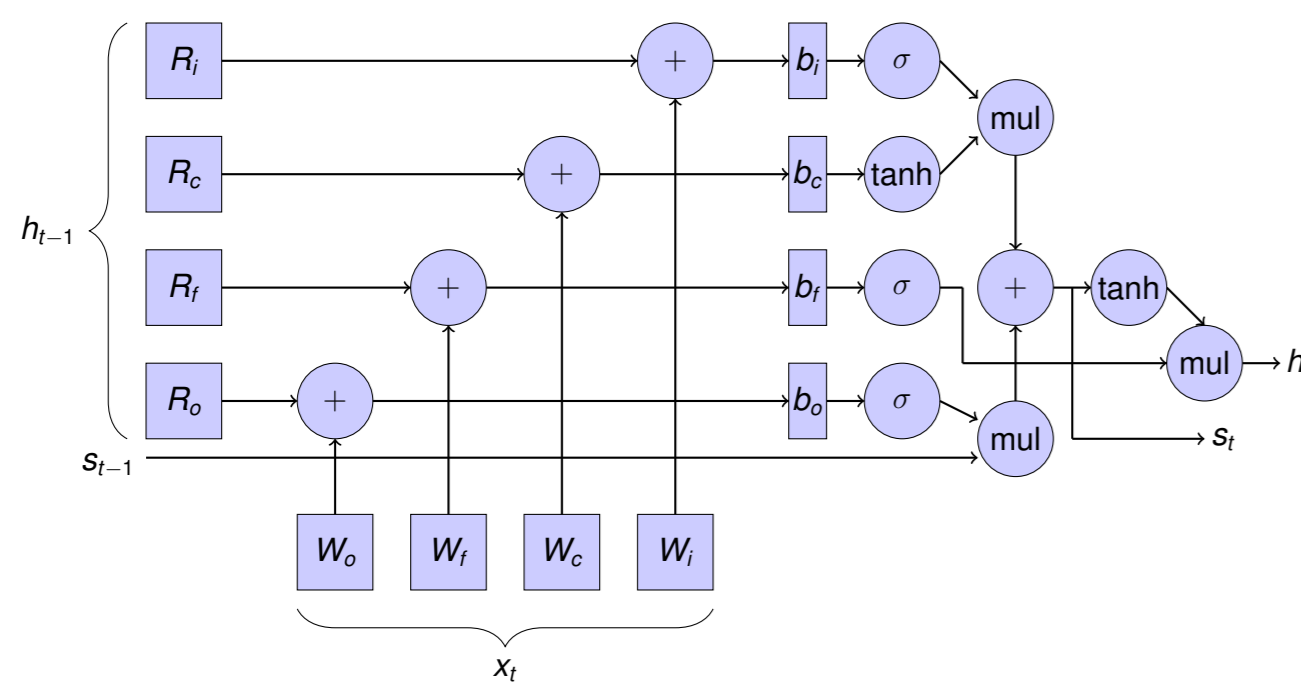 R_i + b_i σ
mul
R_c + b_c tanh
h_{t−1}
R_f + b_f σ + tanh
mul h
R_o + b_o σ
mul s_t
s_{t−1}
W_o W_f W_c W_i
x_t